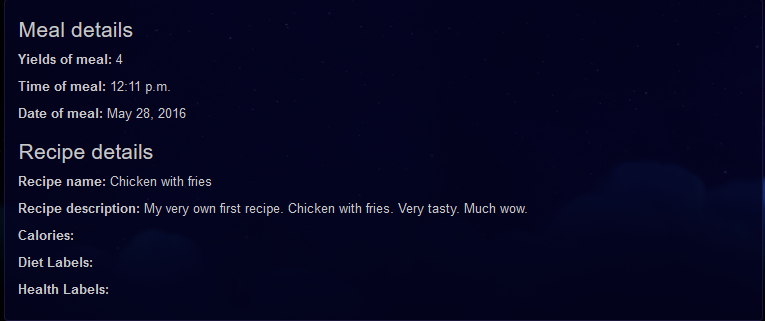 Meal details
Yields of meal: 4
Time of meal: 12:11 p.m.
Date of meal: May 28, 2016
Recipe details
Recipe name: Chicken with fries
Recipe description: My very own first recipe. Chicken with fries. Very tasty. Much wow.
Calories:
Diet Labels:
Health Labels: